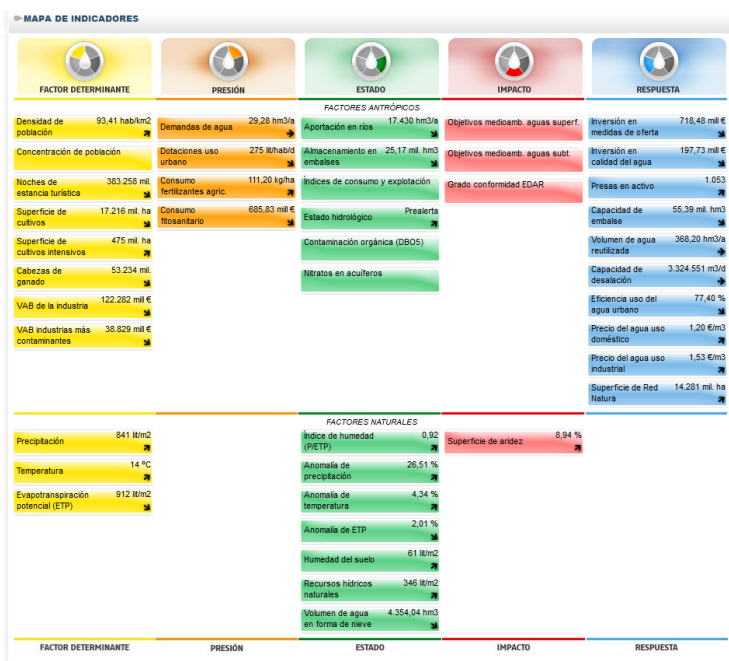 MAPA DE INDICADORES
FACTOR DETERMINANTE
PRESIÓN
ESTADO
IMPACTO
RESPUESTA
FACTORES ANTRÓPICOS
Densidad de 93,41 hab/km2
población
Concentración de población
Noches de 383.258 mil.
estancia turística
Superficie de 17.216 mil. ha
cultivos
Superficie de 475 mil. ha
cultivos intensivos
Cabezas de 53.234 mil.
ganado
VAB de la industria 122.282 mill €
VAB industrias más 38.829 mill €
contaminantes
Demandas de agua 29,28 hm3/a
Dotaciones uso 275 lit/hab/d
urbano
Consumo 111,20 kg/ha
fertilizantes agric.
Consumo 685,83 mill €
fitosanitario
Aportación en ríos 17.430 hm3/a
Almacenamiento en 25,17 mil. hm3
embalses
Índices de consumo y explotación
Estado hidrológico Prealerta
Contaminación orgánica (DBO5)
Nitratos en acuíferos
Objetivos medioamb. aguas superf.
Objetivos medioamb. aguas subt.
Grado conformidad EDAR
Inversión en 718,48 mill €
medidas de oferta
Inversión en 197,73 mill €
calidad del agua
Presas en activo 1.053
Capacidad de 55,39 mil. hm3
embalse
Volumen de agua 368,20 hm3/a
reutilizada
Capacidad de 3.324.551 m3/d
desalación
Eficiencia uso del 77,40 %
agua urbano
Precio del agua uso 1,20 €/m3
doméstico
Precio del agua uso 1,53 €/m3
industrial
Superficie de Red 14.281 mil. ha
Natura
FACTORES NATURALES
Precipitación 841 lit/m2
Temperatura 14 ºC
Evapotranspiración 912 lit/m2
potencial (ETP)
Índice de humedad 0,92
(P/ETP)
Anomalía de 26,51 %
precipitación
Anomalía de 4,34 %
temperatura
Anomalía de ETP 2,01 %
Humedad del suelo 61 lit/m2
Recursos hídricos 346 lit/m2
naturales
Volumen de agua 4.354,04 hm3
en forma de nieve
Superficie de aridez 8,94 %
FACTOR DETERMINANTE
PRESIÓN
ESTADO
IMPACTO
RESPUESTA